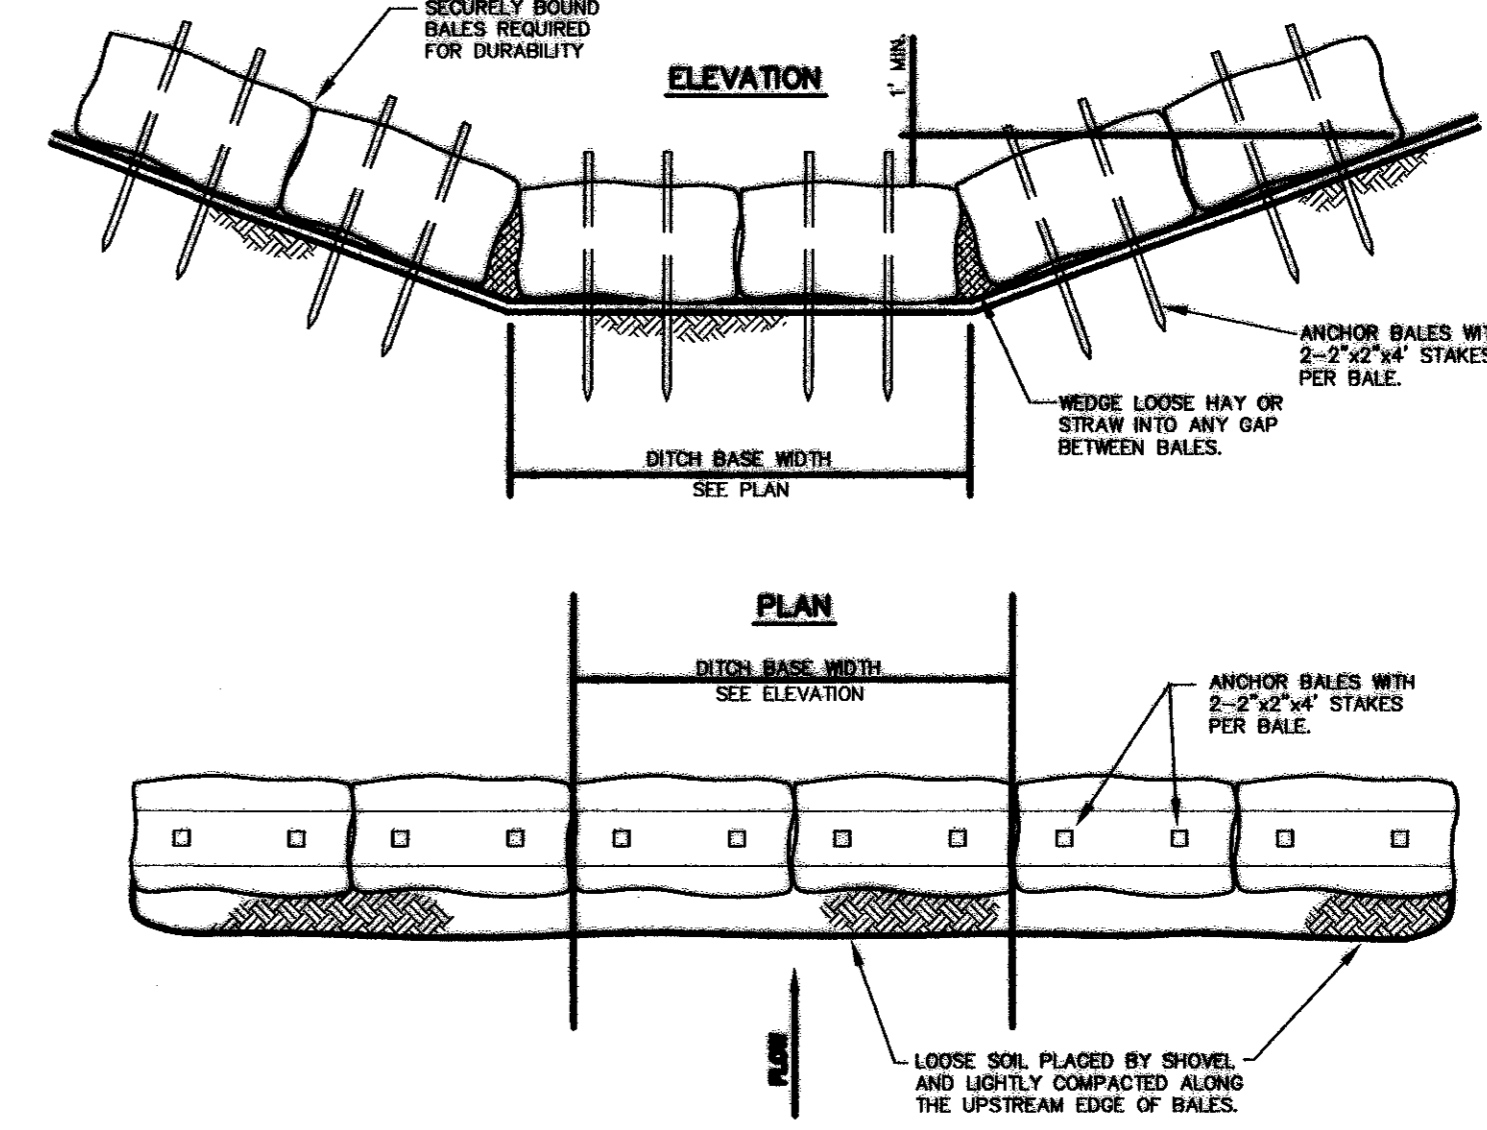 SECURELY BOUND
BALES REQUIRED
FOR DURABILITY
ELEVATION
1' MIN.
ANCHOR BALES WIT
2-2"x2"x4' STAKES
PER BALE.
WEDGE LOOSE HAY OR
STRAW INTO ANY GAP
BETWEEN BALES.
DITCH BASE WIDTH
SEE PLAN
PLAN
DITCH BASE WIDTH
SEE ELEVATION
ANCHOR BALES WITH
2-2"x2"x4' STAKES
PER BALE.
FLOW
LOOSE SOIL PLACED BY SHOVEL
AND LIGHTLY COMPACTED ALONG
THE UPSTREAM EDGE OF BALES.